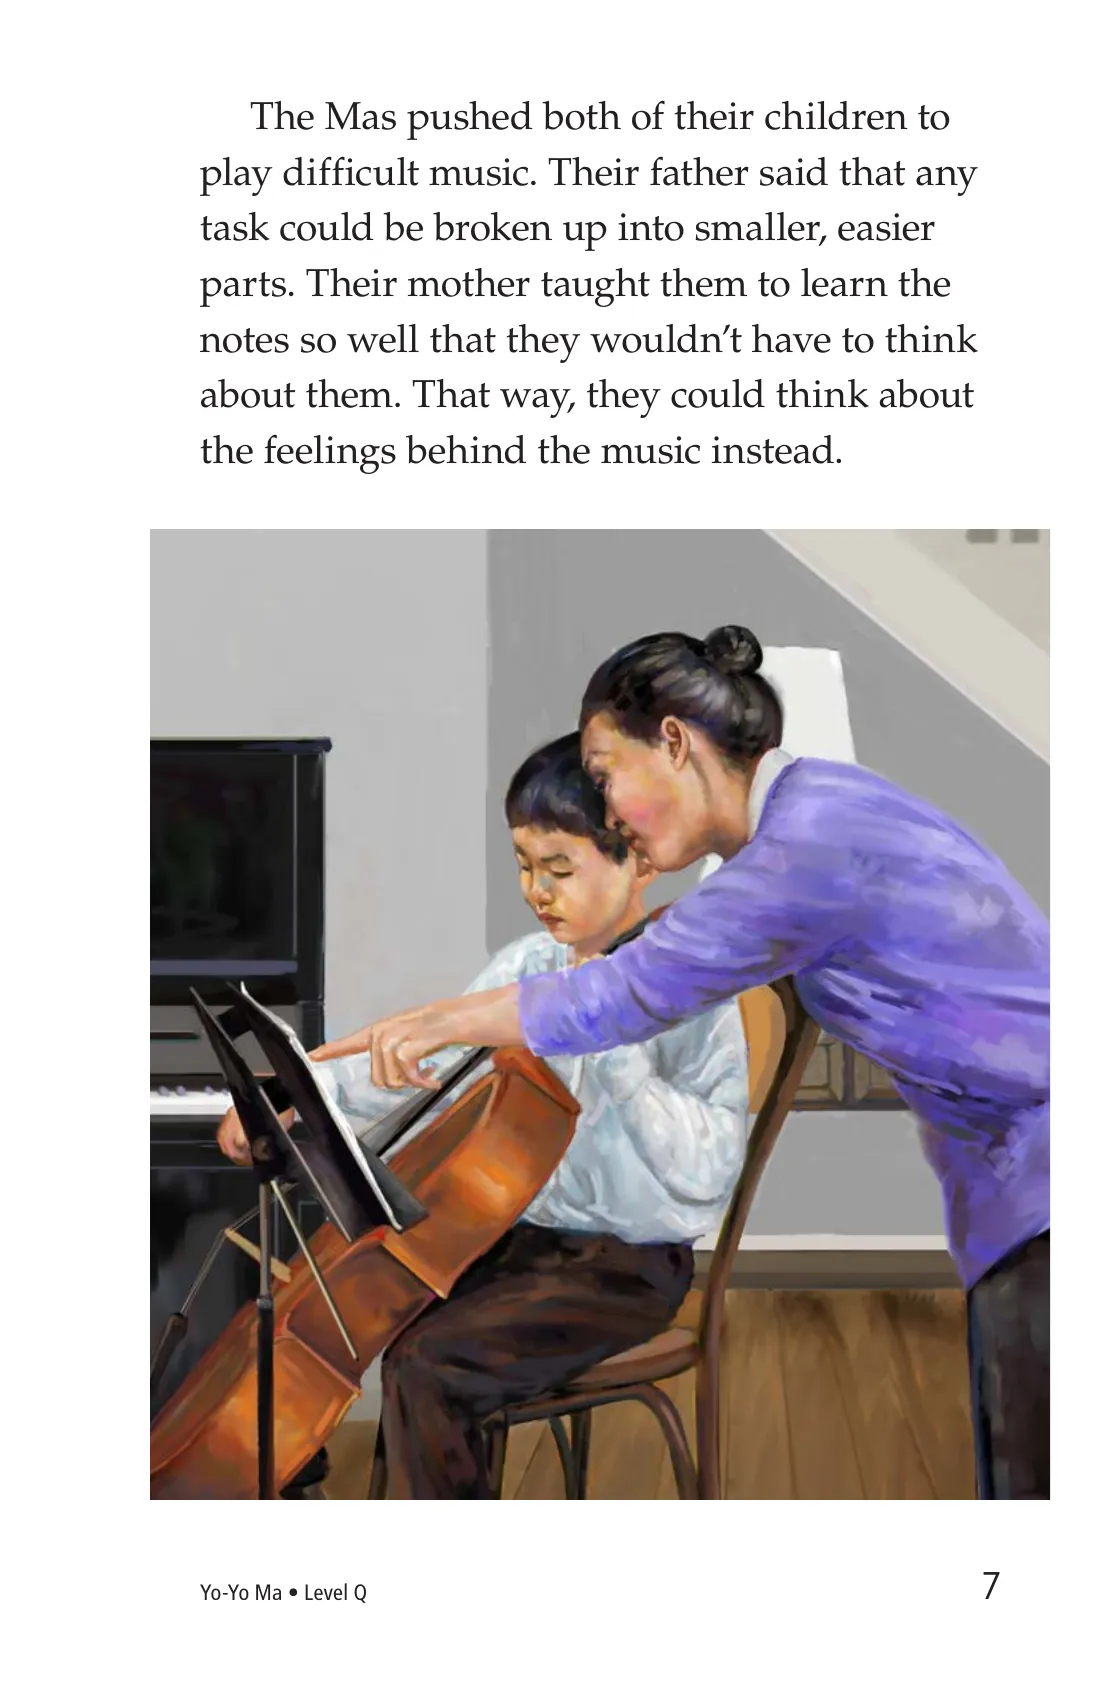 The Mas pushed both of their children to
play difficult music. Their father said that any
task could be broken up into smaller, easier
parts. Their mother taught them to learn the
notes so well that they wouldn’t have to think
about them. That way, they could think about
the feelings behind the music instead.
Yo-Yo Ma • Level Q
7